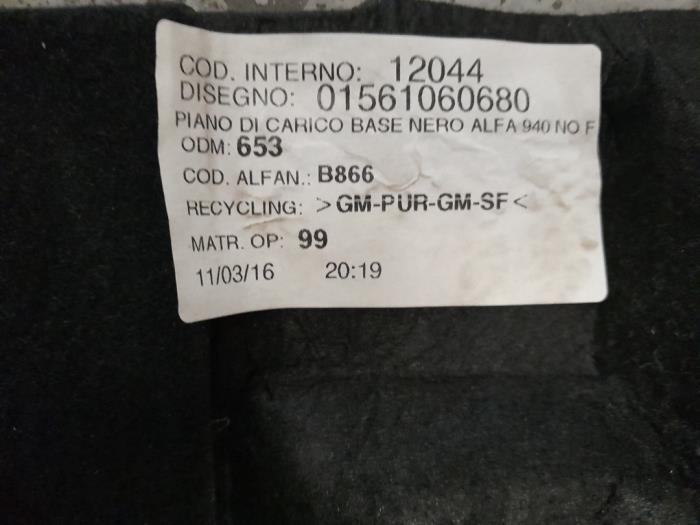 COD. INTERNO: 12044
DISEGNO: 01561060680
PIANO DI CARICO BASE NERO ALFA 940 NO F
ODM: 653
COD. ALFAN.: B866
RECYCLING: >GM-PUR-GM-SF<
MATR. OP: 99
11/03/16 20:19